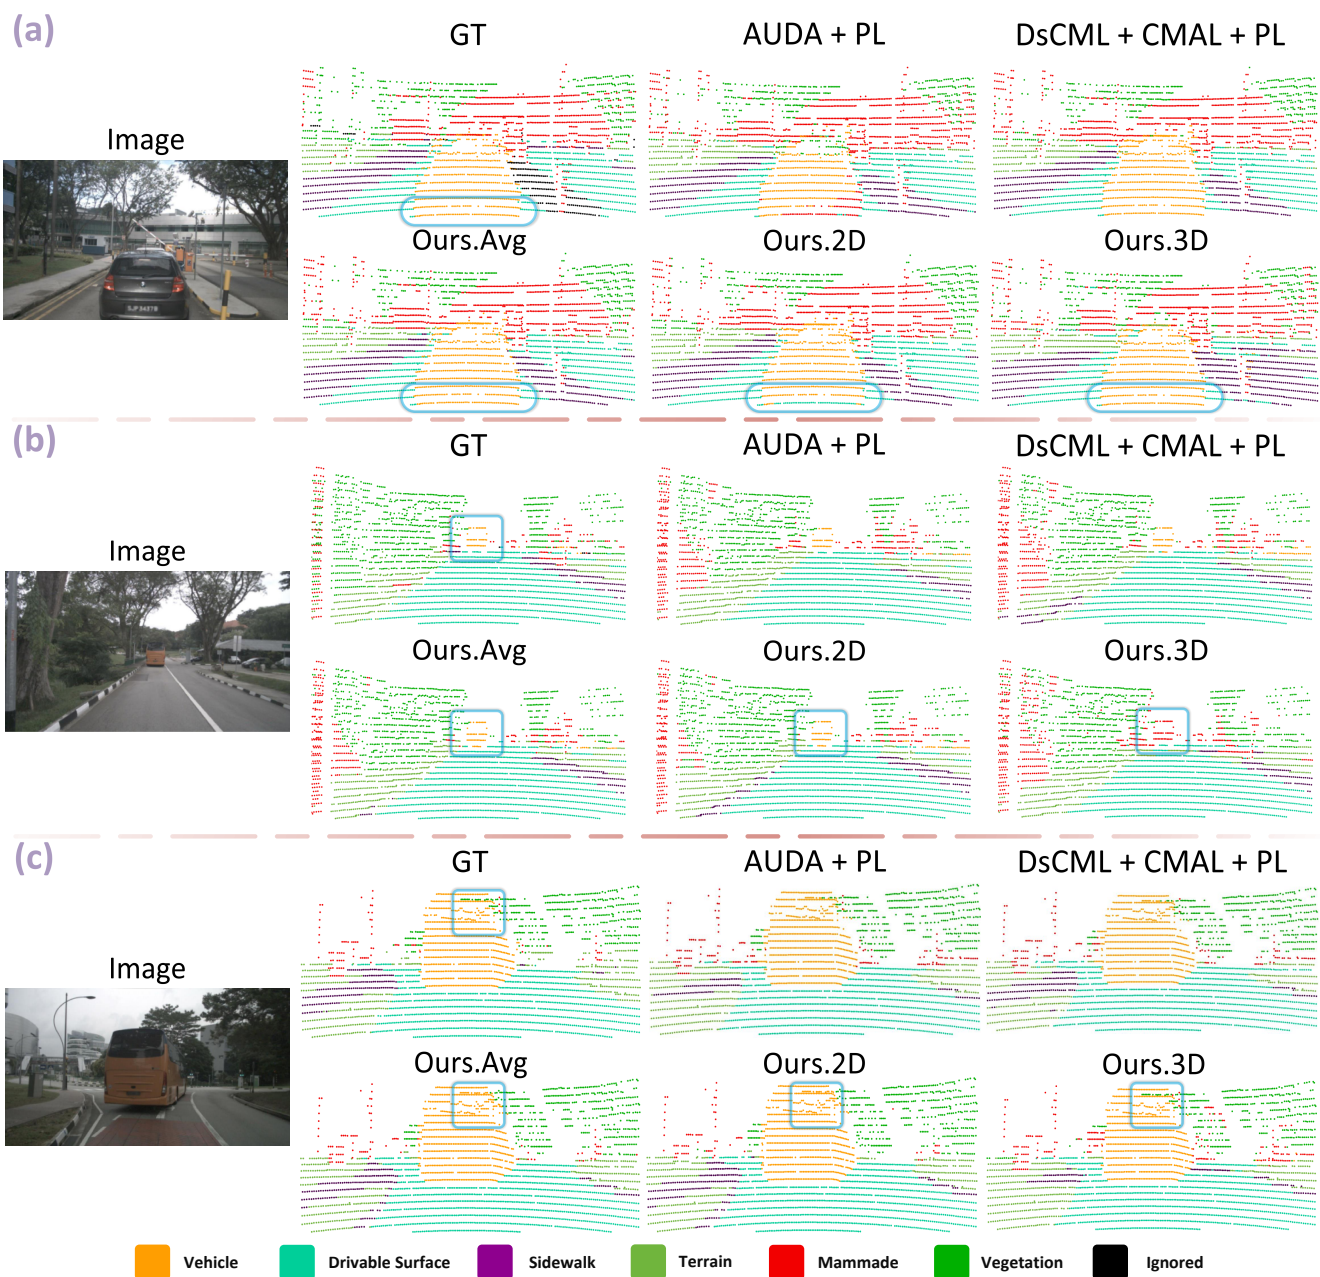 (a)
GT
AUDA + PL
DsCML + CMAL + PL
Image
Ours.Avg
Ours.2D
Ours.3D
(b)
GT
AUDA + PL
DsCML + CMAL + PL
Image
Ours.Avg
Ours.2D
Ours.3D
(c)
GT
AUDA + PL
DsCML + CMAL + PL
Image
Ours.Avg
Ours.2D
Ours.3D
Vehicle
Drivable Surface
Sidewalk
Terrain
Mammade
Vegetation
Ignored